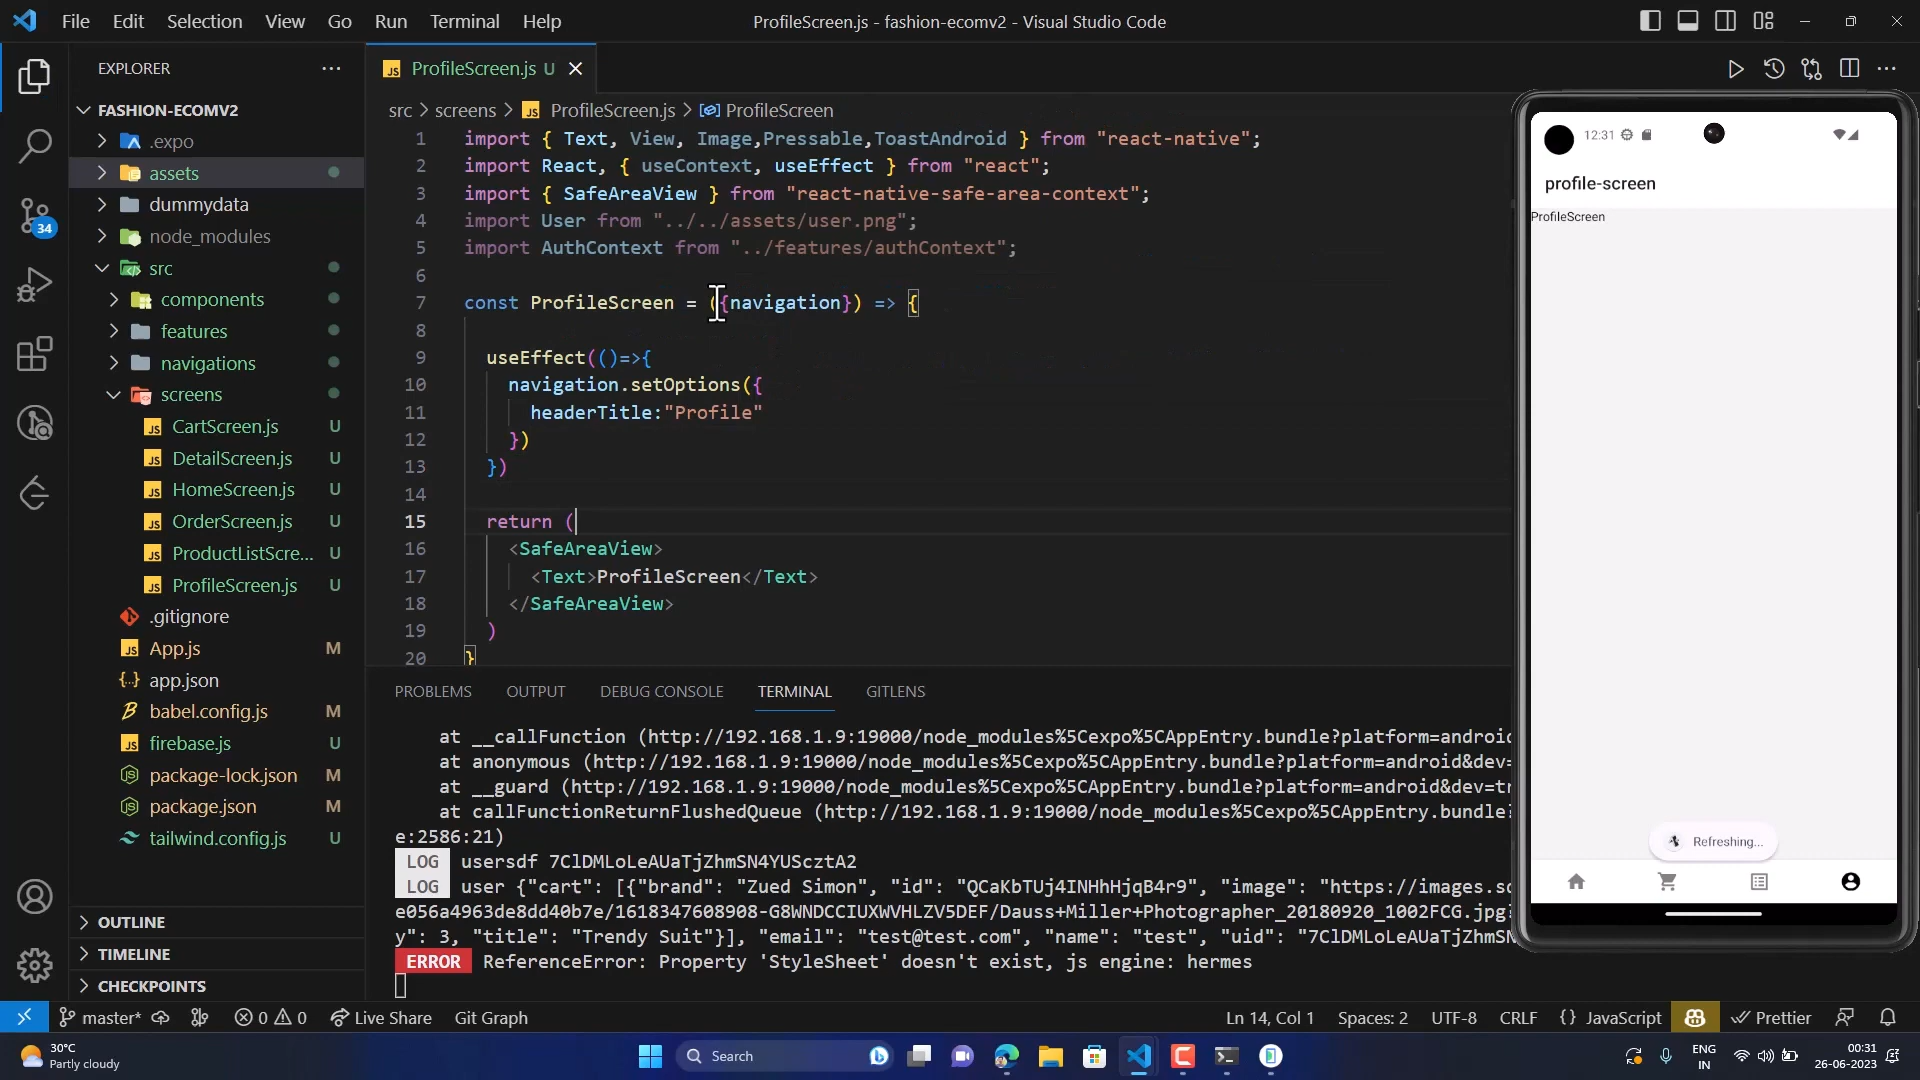 File Edit Selection View Go Run Terminal Help
ProfileScreen.js - fashion-ecomv2 - Visual Studio Code
EXPLORER
FASHION-ECOMV2
.expo
assets
dummydata
node_modules
src
components
features
navigations
screens
CartScreen.js U
DetailScreen.js U
HomeScreen.js U
OrderScreen.js U
ProductListScre... U
ProfileScreen.js U
.gitignore
App.js M
app.json
babel.config.js M
firebase.js U
package-lock.json M
package.json M
tailwind.config.js U
OUTLINE
TIMELINE
CHECKPOINTS
34
JS ProfileScreen.js U
src > screens > JS ProfileScreen.js > ProfileScreen
1 import { Text, View, Image,Pressable,ToastAndroid } from "react-native";
2 import React, { useContext, useEffect } from "react";
3 import { SafeAreaView } from "react-native-safe-area-context";
4 import User from "../../assets/user.png";
5 import AuthContext from "../features/authContext";
6
7 const ProfileScreen = ({navigation}) => {
8
9 useEffect(()=>{
10 navigation.setOptions({
11 headerTitle:"Profile"
12 })
13 })
14
15 return (
16 <SafeAreaView>
17 <Text>ProfileScreen</Text>
18 </SafeAreaView>
19 )
20 }
PROBLEMS OUTPUT DEBUG CONSOLE TERMINAL GITLENS
at __callFunction (http://192.168.1.9:19000/node_modules%5Cexpo%5CAppEntry.bundle?platform=androi
at anonymous (http://192.168.1.9:19000/node_modules%5Cexpo%5CAppEntry.bundle?platform=android&dev=
at __guard (http://192.168.1.9:19000/node_modules%5Cexpo%5CAppEntry.bundle?platform=android&dev=tr
at callFunctionReturnFlushedQueue (http://192.168.1.9:19000/node_modules%5Cexpo%5CAppEntry.bundle
e:2586:21)
LOG usersdf 7ClDMLoLeAUaTjZhmSN4YUScztA2
LOG user {"cart": [{"brand": "Zued Simon", "id": "QCaKbTUj4INHhHjqB4r9", "image": "https://images.s
e056a4963de8dd40b7e/1618347608908-G8WNDCCIUXWVHLZV5DEF/Dauss+Miller+Photographer_20180920_1002FCG.jpg
y": 3, "title": "Trendy Suit"}], "email": "test@test.com", "name": "test", "uid": "7ClDMLoLeAUaTjZhmSN
ERROR ReferenceError: Property 'StyleSheet' doesn't exist, js engine: hermes
12:31
profile-screen
ProfileScreen
Refreshing...
master* 0 0 Live Share Git Graph Ln 14, Col 1 Spaces: 2 UTF-8 CRLF {} JavaScript Prettier
30°C
Partly cloudy
Search
ENG
IN
00:31
26-06-2023